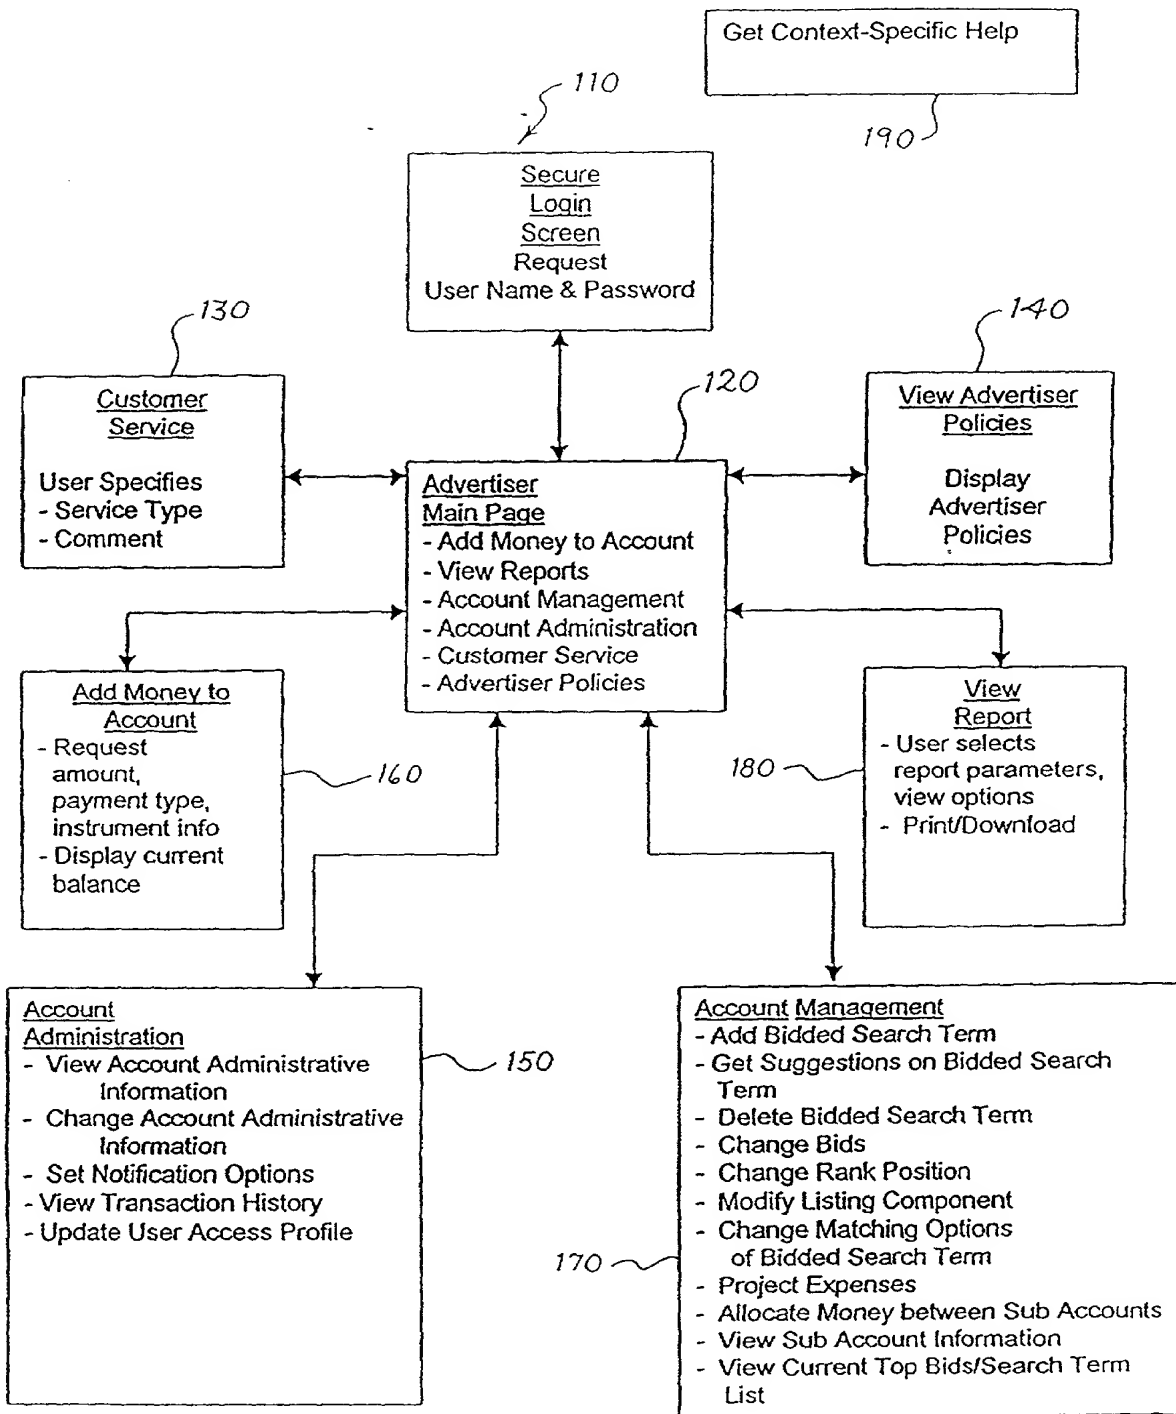 Get Context-Specific Help
190
110
Secure
Login
Screen
Request
User Name & Password
130
Customer
Service
User Specifies
- Service Type
- Comment
120
Advertiser
Main Page
- Add Money to Account
- View Reports
- Account Management
- Account Administration
- Customer Service
- Advertiser Policies
140
View Advertiser
Policies
Display
Advertiser
Policies
Add Money to
Account
- Request
amount,
payment type,
instrument info
- Display current
balance
160
180
View
Report
- User selects
report parameters,
view options
- Print/Download
Account
Administration
- View Account Administrative
Information
- Change Account Administrative
Information
- Set Notification Options
- View Transaction History
- Update User Access Profile
150
170
Account Management
- Add Bidded Search Term
- Get Suggestions on Bidded Search
Term
- Delete Bidded Search Term
- Change Bids
- Change Rank Position
- Modify Listing Component
- Change Matching Options
of Bidded Search Term
- Project Expenses
- Allocate Money between Sub Accounts
- View Sub Account Information
- View Current Top Bids/Search Term
List